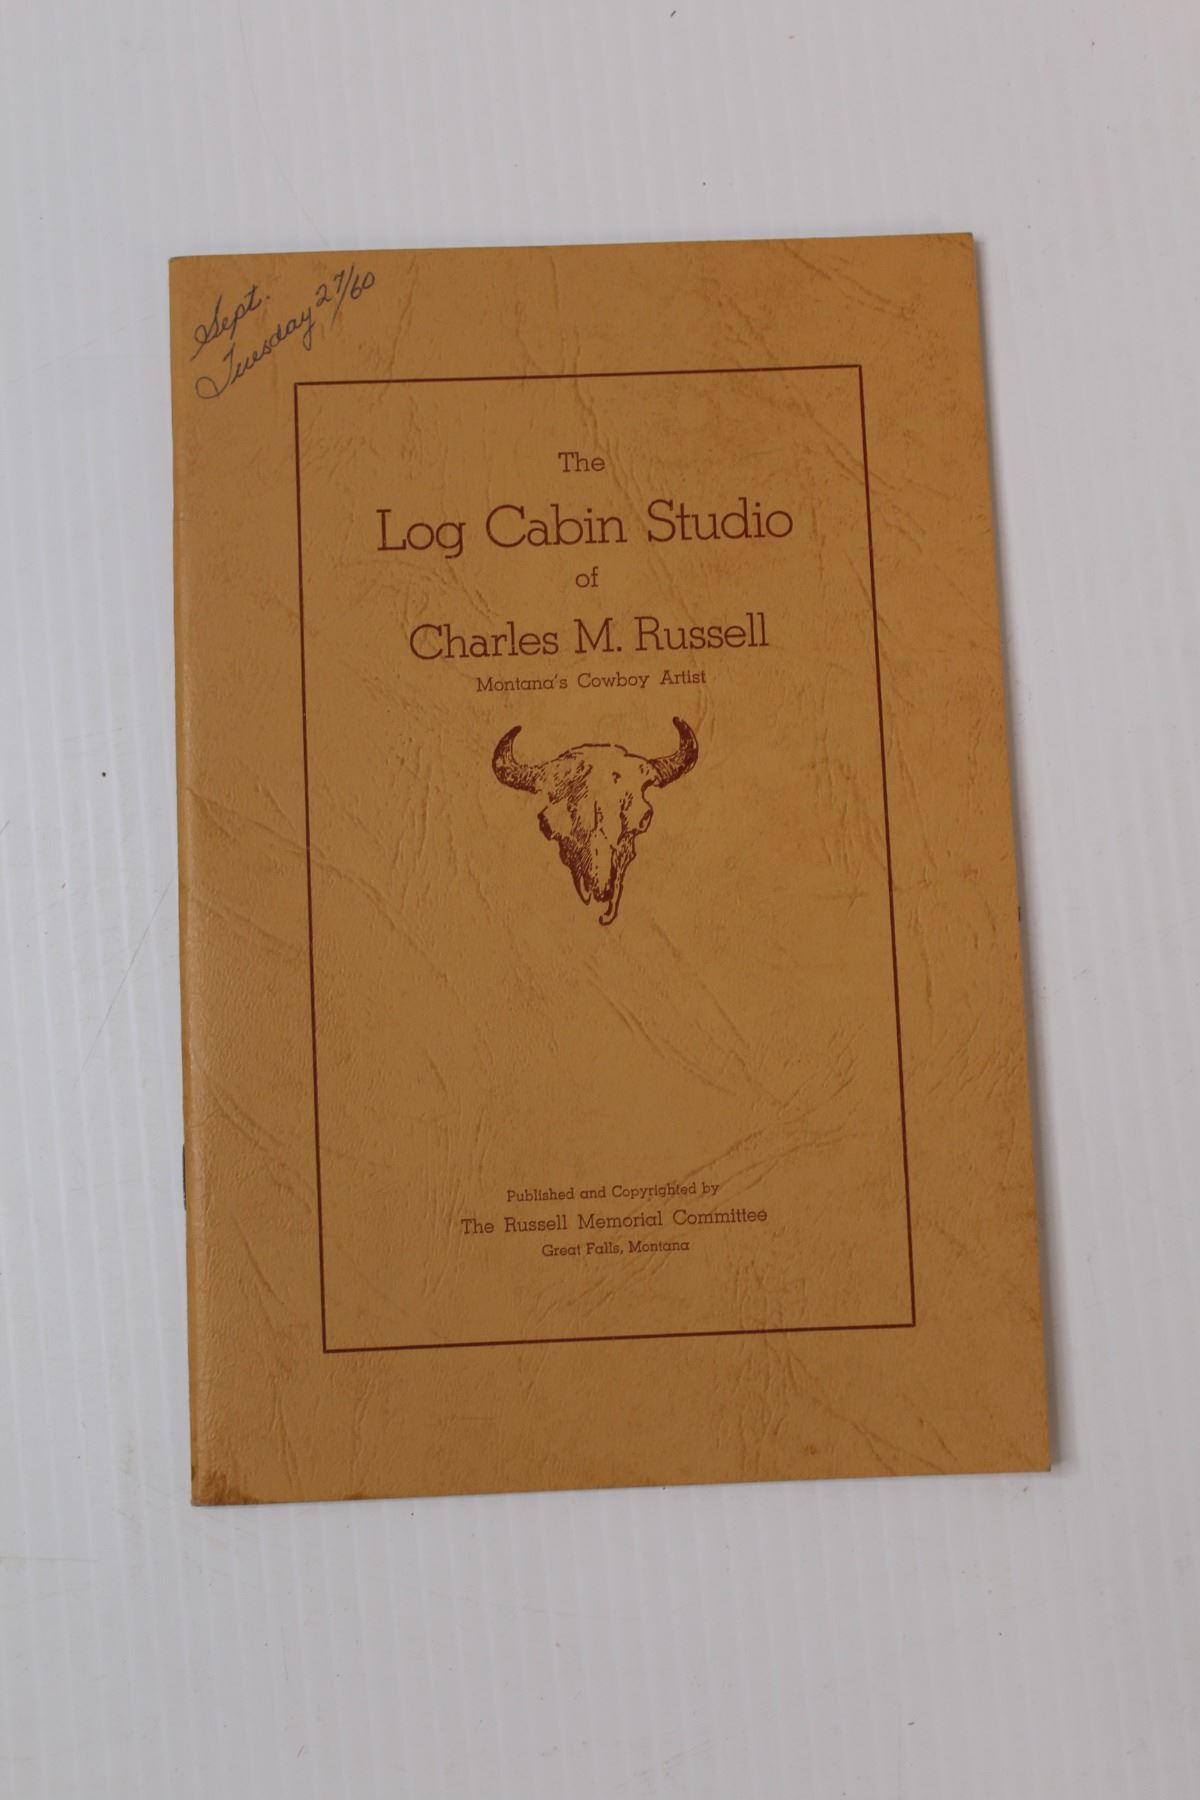 Sept.
Tuesday 27/60
The
Log Cabin Studio
of
Charles M. Russell
Montana's Cowboy Artist
Published and Copyrighted by
The Russell Memorial Committee
Great Falls, Montana